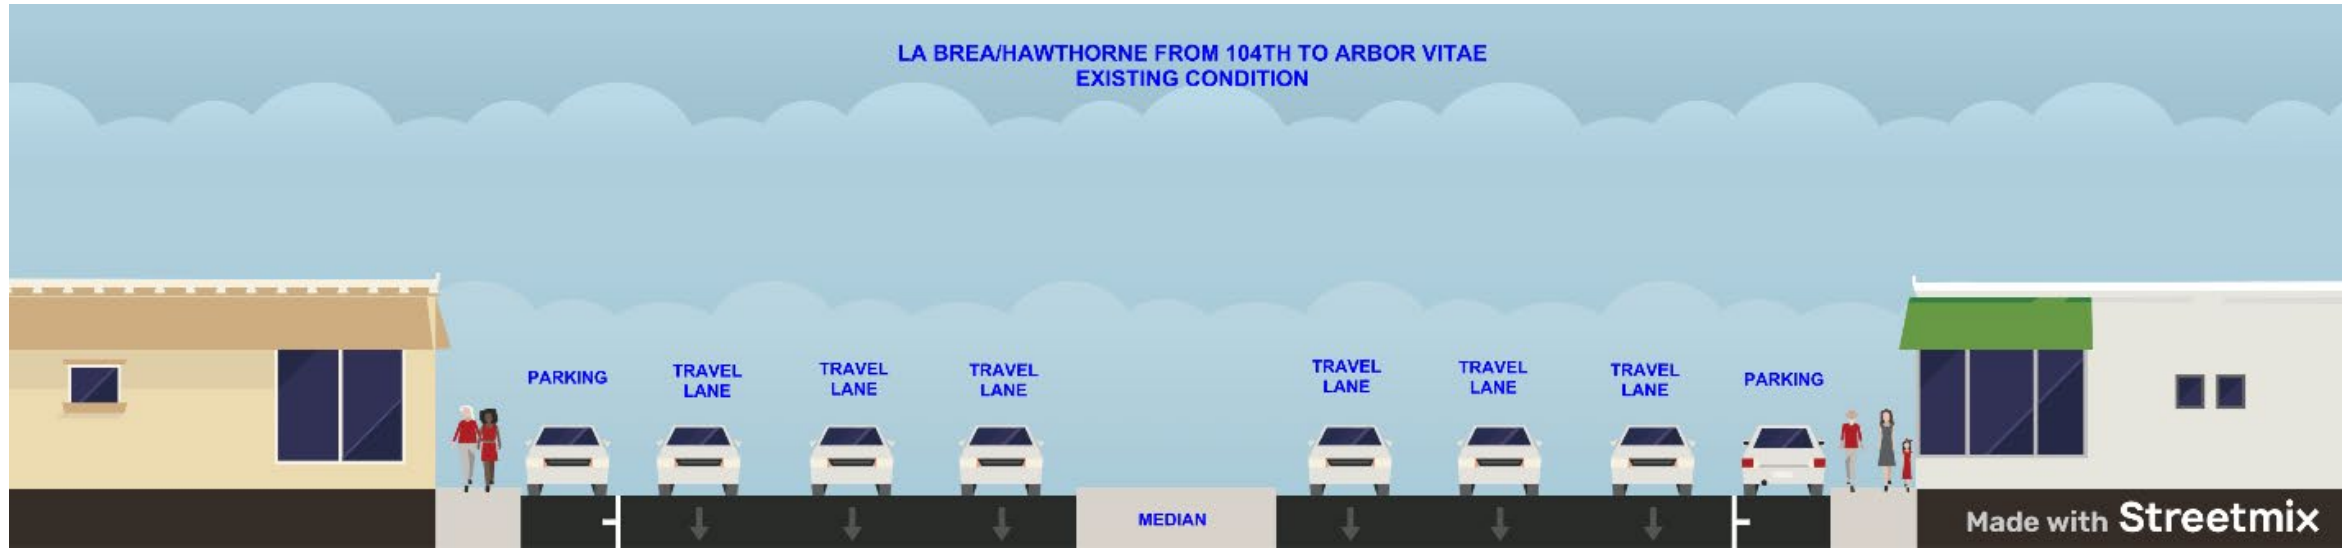 LA BREA/HAWTHORNE FROM 104TH TO ARBOR VITAE
EXISTING CONDITION
PARKING
TRAVEL
LANE
TRAVEL
LANE
TRAVEL
LANE
TRAVEL
LANE
TRAVEL
LANE
TRAVEL
LANE
PARKING
MEDIAN
Made with Streetmix